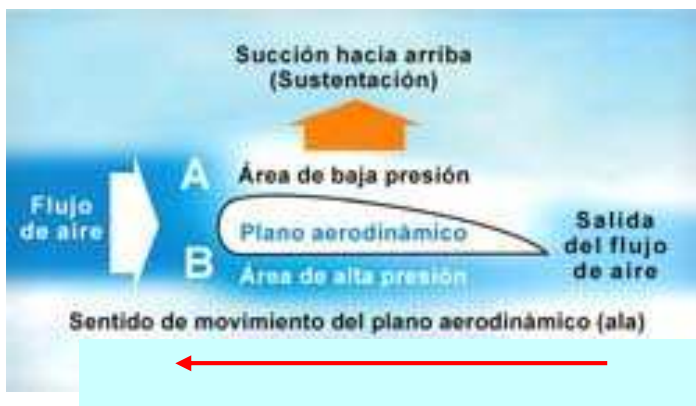 Succión hacia arriba
(Sustentación)
A
Área de baja presión
Flujo
de aire
Plano aerodinámico
Salida
del flujo
de aire
B
Área de alta presión
Sentido de movimiento del plano aerodinámico (ala)